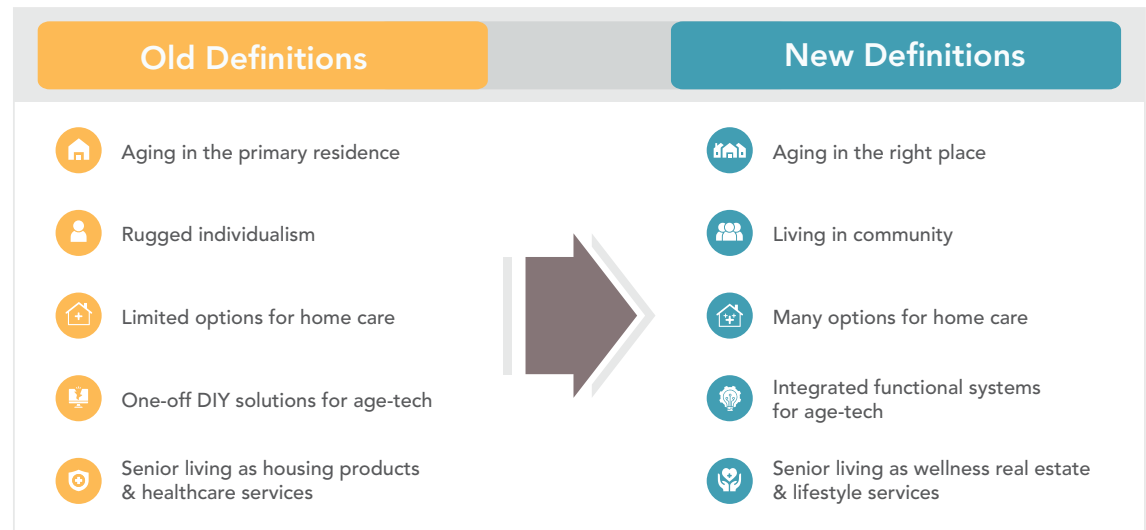 Old Definitions
New Definitions
Aging in the primary residence
Aging in the right place
Rugged individualism
Living in community
Limited options for home care
Many options for home care
One-off DIY solutions for age-tech
Integrated functional systems
for age-tech
Senior living as housing products
& healthcare services
Senior living as wellness real estate
& lifestyle services